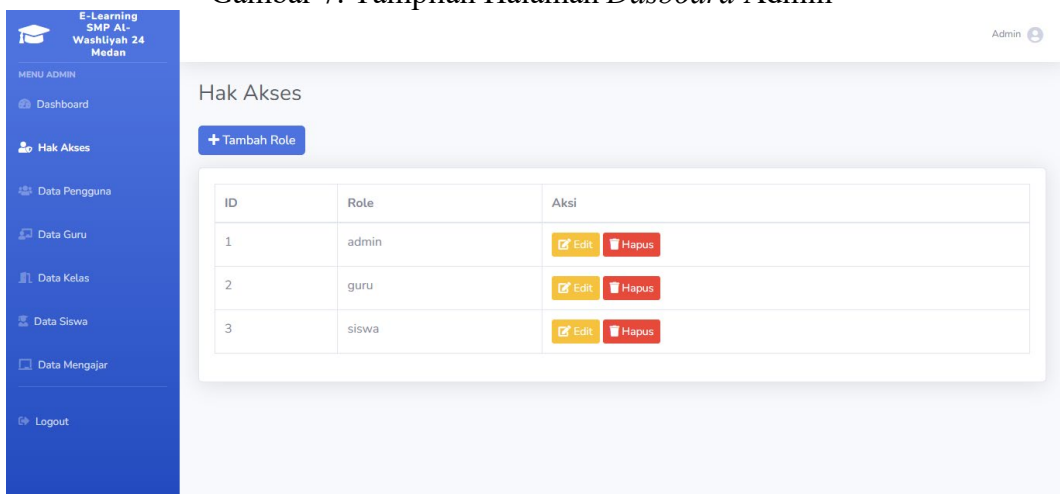 Gambar 7. Tampilan Halaman Dasboard Admin
E-Learning
SMP Al-
Washliyah 24
Medan
Admin
MENU ADMIN
Dashboard
Hak Akses
Data Pengguna
Data Guru
Data Kelas
Data Siswa
Data Mengajar
Logout
Hak Akses
+ Tambah Role
ID Role Aksi
1 admin Edit Hapus
2 guru Edit Hapus
3 siswa Edit Hapus